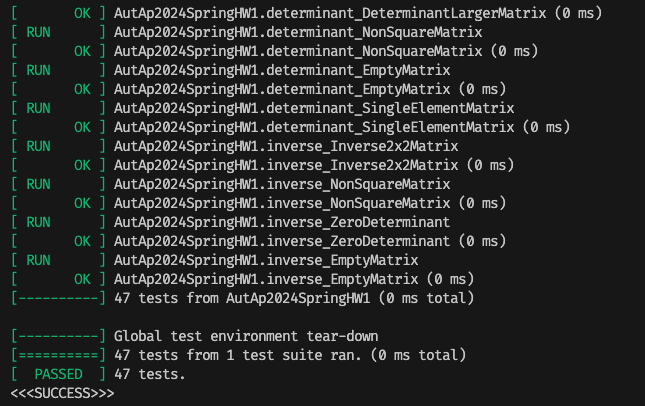 [       OK ] AutAp2024SpringHW1.determinant_DeterminantLargerMatrix (0 ms)
[ RUN      ] AutAp2024SpringHW1.determinant_NonSquareMatrix
[       OK ] AutAp2024SpringHW1.determinant_NonSquareMatrix (0 ms)
[ RUN      ] AutAp2024SpringHW1.determinant_EmptyMatrix
[       OK ] AutAp2024SpringHW1.determinant_EmptyMatrix (0 ms)
[ RUN      ] AutAp2024SpringHW1.determinant_SingleElementMatrix
[       OK ] AutAp2024SpringHW1.determinant_SingleElementMatrix (0 ms)
[ RUN      ] AutAp2024SpringHW1.inverse_Inverse2x2Matrix
[       OK ] AutAp2024SpringHW1.inverse_Inverse2x2Matrix (0 ms)
[ RUN      ] AutAp2024SpringHW1.inverse_NonSquareMatrix
[       OK ] AutAp2024SpringHW1.inverse_NonSquareMatrix (0 ms)
[ RUN      ] AutAp2024SpringHW1.inverse_ZeroDeterminant
[       OK ] AutAp2024SpringHW1.inverse_ZeroDeterminant (0 ms)
[ RUN      ] AutAp2024SpringHW1.inverse_EmptyMatrix
[       OK ] AutAp2024SpringHW1.inverse_EmptyMatrix (0 ms)
[----------] 47 tests from AutAp2024SpringHW1 (0 ms total)
[----------] Global test environment tear-down
[==========] 47 tests from 1 test suite ran. (0 ms total)
[  PASSED  ] 47 tests.
<<<SUCCESS>>>